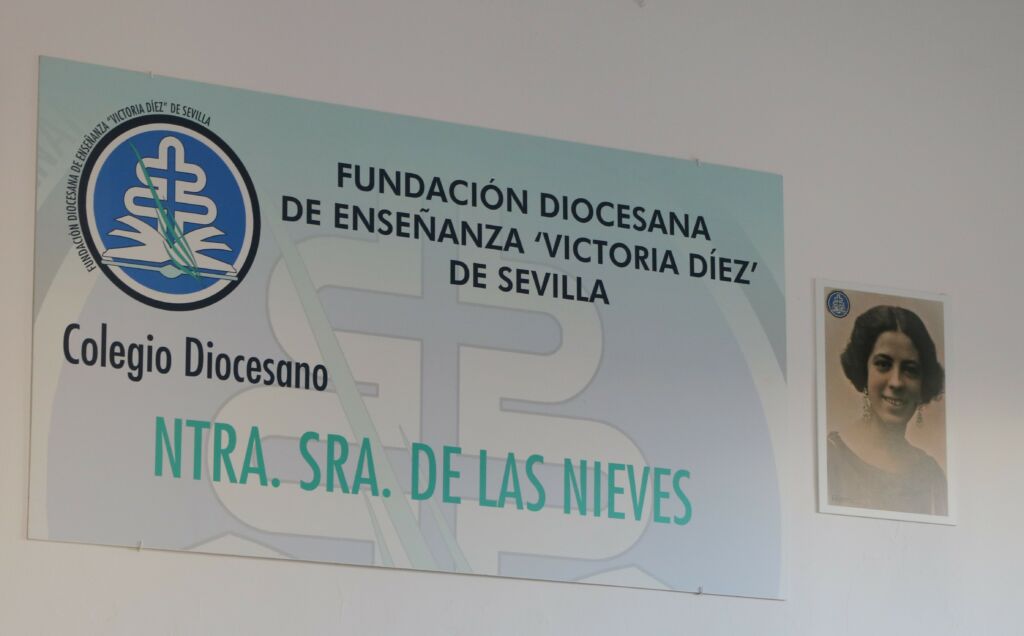 FUNDACIÓN DIOCESANA DE ENSEÑANZA "VICTORIA DÍEZ" DE SEVILLA
FUNDACIÓN DIOCESANA
DE ENSEÑANZA ‘VICTORIA DÍEZ’
DE SEVILLA
Colegio Diocesano
NTRA. SRA. DE LAS NIEVES